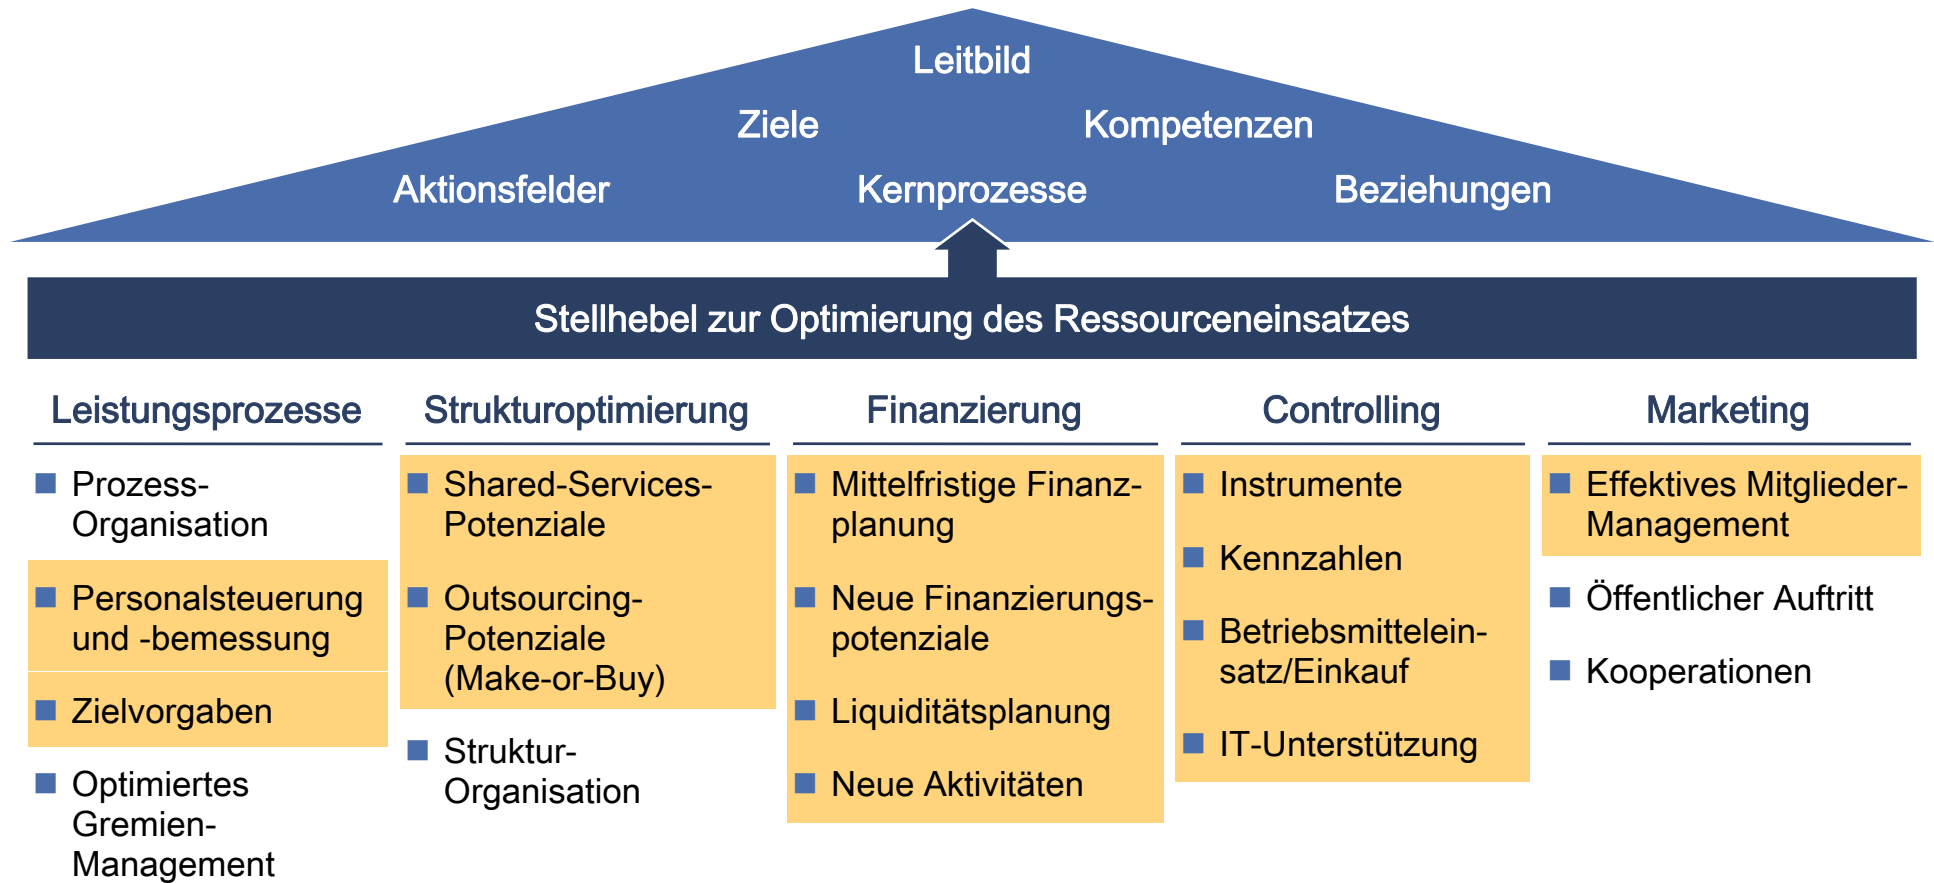 Leitbild
Ziele
Kompetenzen
Aktionsfelder
Kernprozesse
Beziehungen
Stellhebel zur Optimierung des Ressourceneinsatzes
Leistungsprozesse
Prozess-
Organisation
Personalsteuerung
und -bemessung
Zielvorgaben
Optimiertes
Gremien-
Management
Strukturoptimierung
Shared-Services-
Potenziale
Outsourcing-
Potenziale
(Make-or-Buy)
Struktur-
Organisation
Finanzierung
Mittelfristige Finanz-
planung
Neue Finanzierungs-
potenziale
Liquiditätsplanung
Neue Aktivitäten
Controlling
Instrumente
Kennzahlen
Betriebsmittelein-
satz/Einkauf
IT-Unterstützung
Marketing
Effektives Mitglieder-
Management
Öffentlicher Auftritt
Kooperationen